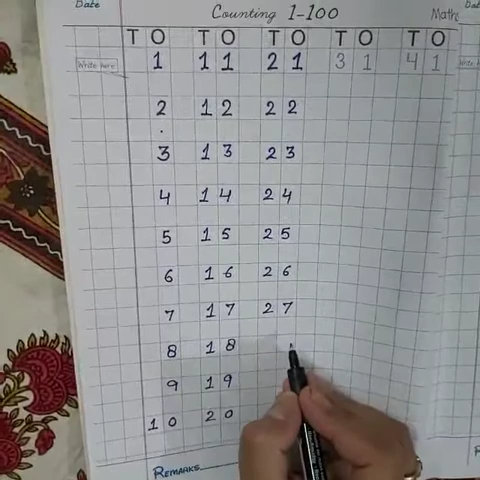 Date
Counting 1-100
Maths
T O T O T O T O T O
Write here 1 11 21 31 41
2 12 22
3 13 23
4 14 24
5 15 25
6 16 26
7 17 27
8 18
9 19
10 20
REMARKS